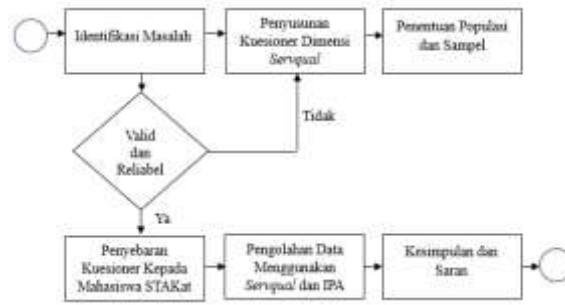 Identifikasi Masalah
Penyusunan
Kuesioner Dimensi
Servqual
Penentuan Populasi
dan Sampel
Valid
dan
Reliabel
Tidak
Ya
Penyebaran
Kuesioner Kepada
Mahasiswa STAKat
Pengolahan Data
Menggunakan
Servqual dan IPA
Kesimpulan dan
Saran